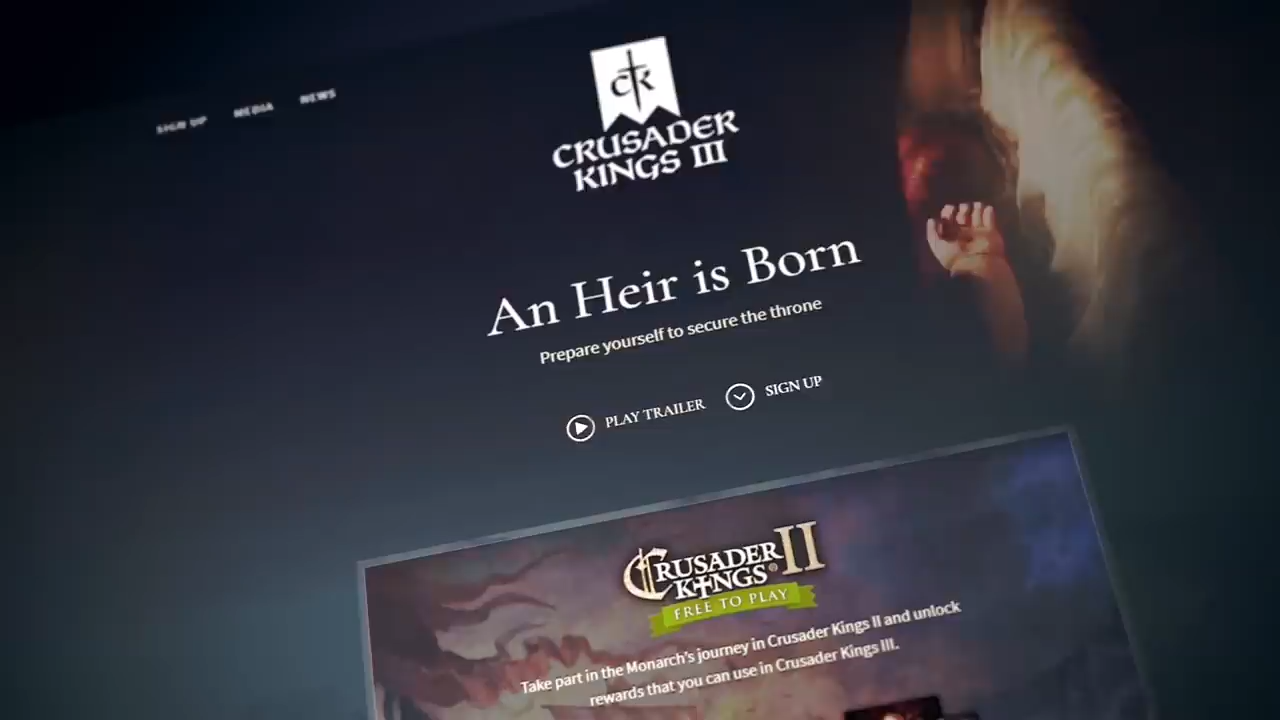 SIGN UP
MEDIA
NEWS
CK
CRUSADER
KINGS III
An Heir is Born
Prepare yourself to secure the throne
PLAY TRAILER
SIGN UP
CRUSADER
KINGS® II
FREE TO PLAY
Take part in the Monarch's journey in Crusader Kings II and unlock
rewards that you can use in Crusader Kings III.